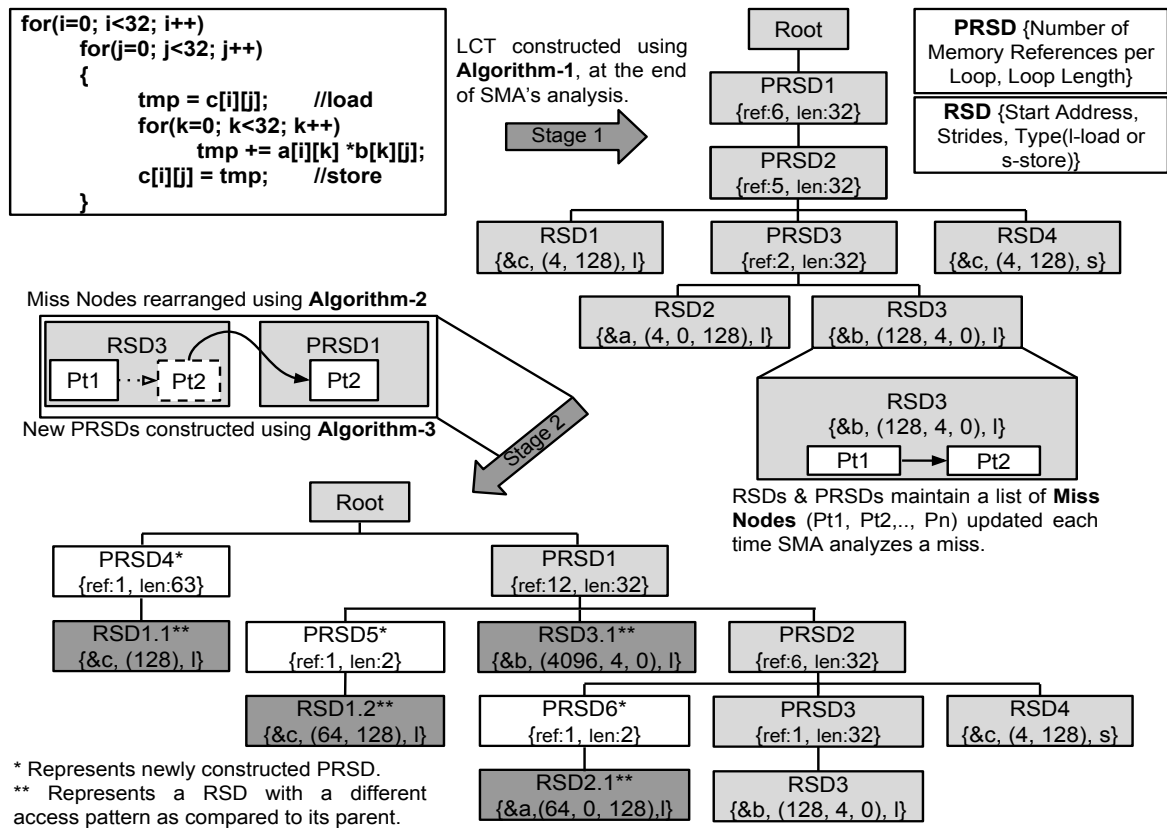 for(i=0; i<32, i++)
for(j=0; j<32, j++)
{
tmp = c[i][j]; //load
for(k=0; k<32, k++)
tmp += a[i][k] *b[k][j];
c[i][j] = tmp; //store
}
LCT constructed using
Algorithm-1, at the end
of SMA's analysis.
Stage 1
Root
PRSD1
{ref:6, len:32}
PRSD2
{ref:5, len:32}
RSD1
{&c, (4, 128), l}
PRSD3
{ref:2, len:32}
RSD4
{&c, (4, 128), s}
RSD2
{&a, (4, 0, 128), l}
RSD3
{&b, (128, 4, 0), l}
PRSD {Number of
Memory References
per Loop, Loop Length}
RSD {Start Address,
Strides, Type(l-load or
s-store)}
RSD3
{&b, (128, 4, 0), l}
Pt1
Pt2
RSDs & PRSDs maintain a list of Miss
Nodes (Pt1, Pt2,.., Pn) updated each
time SMA analyzes a miss.
Miss Nodes rearranged using Algorithm-2
RSD3
Pt1
Pt2
PRSD1
Pt2
New PRSDs constructed using Algorithm-3
Stage 2
Root
PRSD4*
{ref:1, len:63}
PRSD1
{ref:12, len:32}
RSD1.1**
{&c, (128), l}
PRSD5*
{ref:1, len:2}
RSD3.1**
{&b, (4096, 4, 0), l}
PRSD2
{ref:6, len:32}
RSD1.2**
{&c, (64, 128), l}
PRSD6*
{ref:1, len:2}
PRSD3
{ref:1, len:32}
RSD4
{&c, (4, 128), s}
RSD2.1**
{&a,(64, 0, 128),l}
RSD3
{&b, (128, 4, 0), l}
* Represents newly constructed PRSD.
** Represents a RSD with a different
access pattern as compared to its parent.